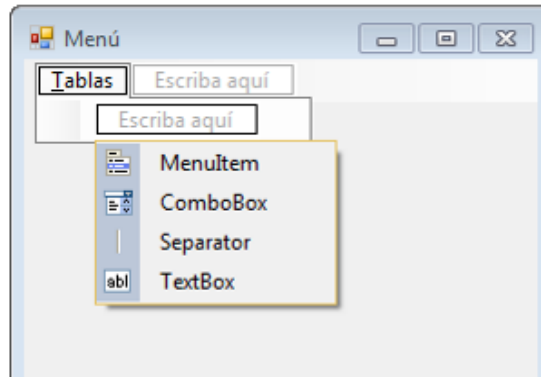 Menú
Tablas Escriba aquí
Escriba aquí
MenuItem
ComboBox
Separator
abl TextBox